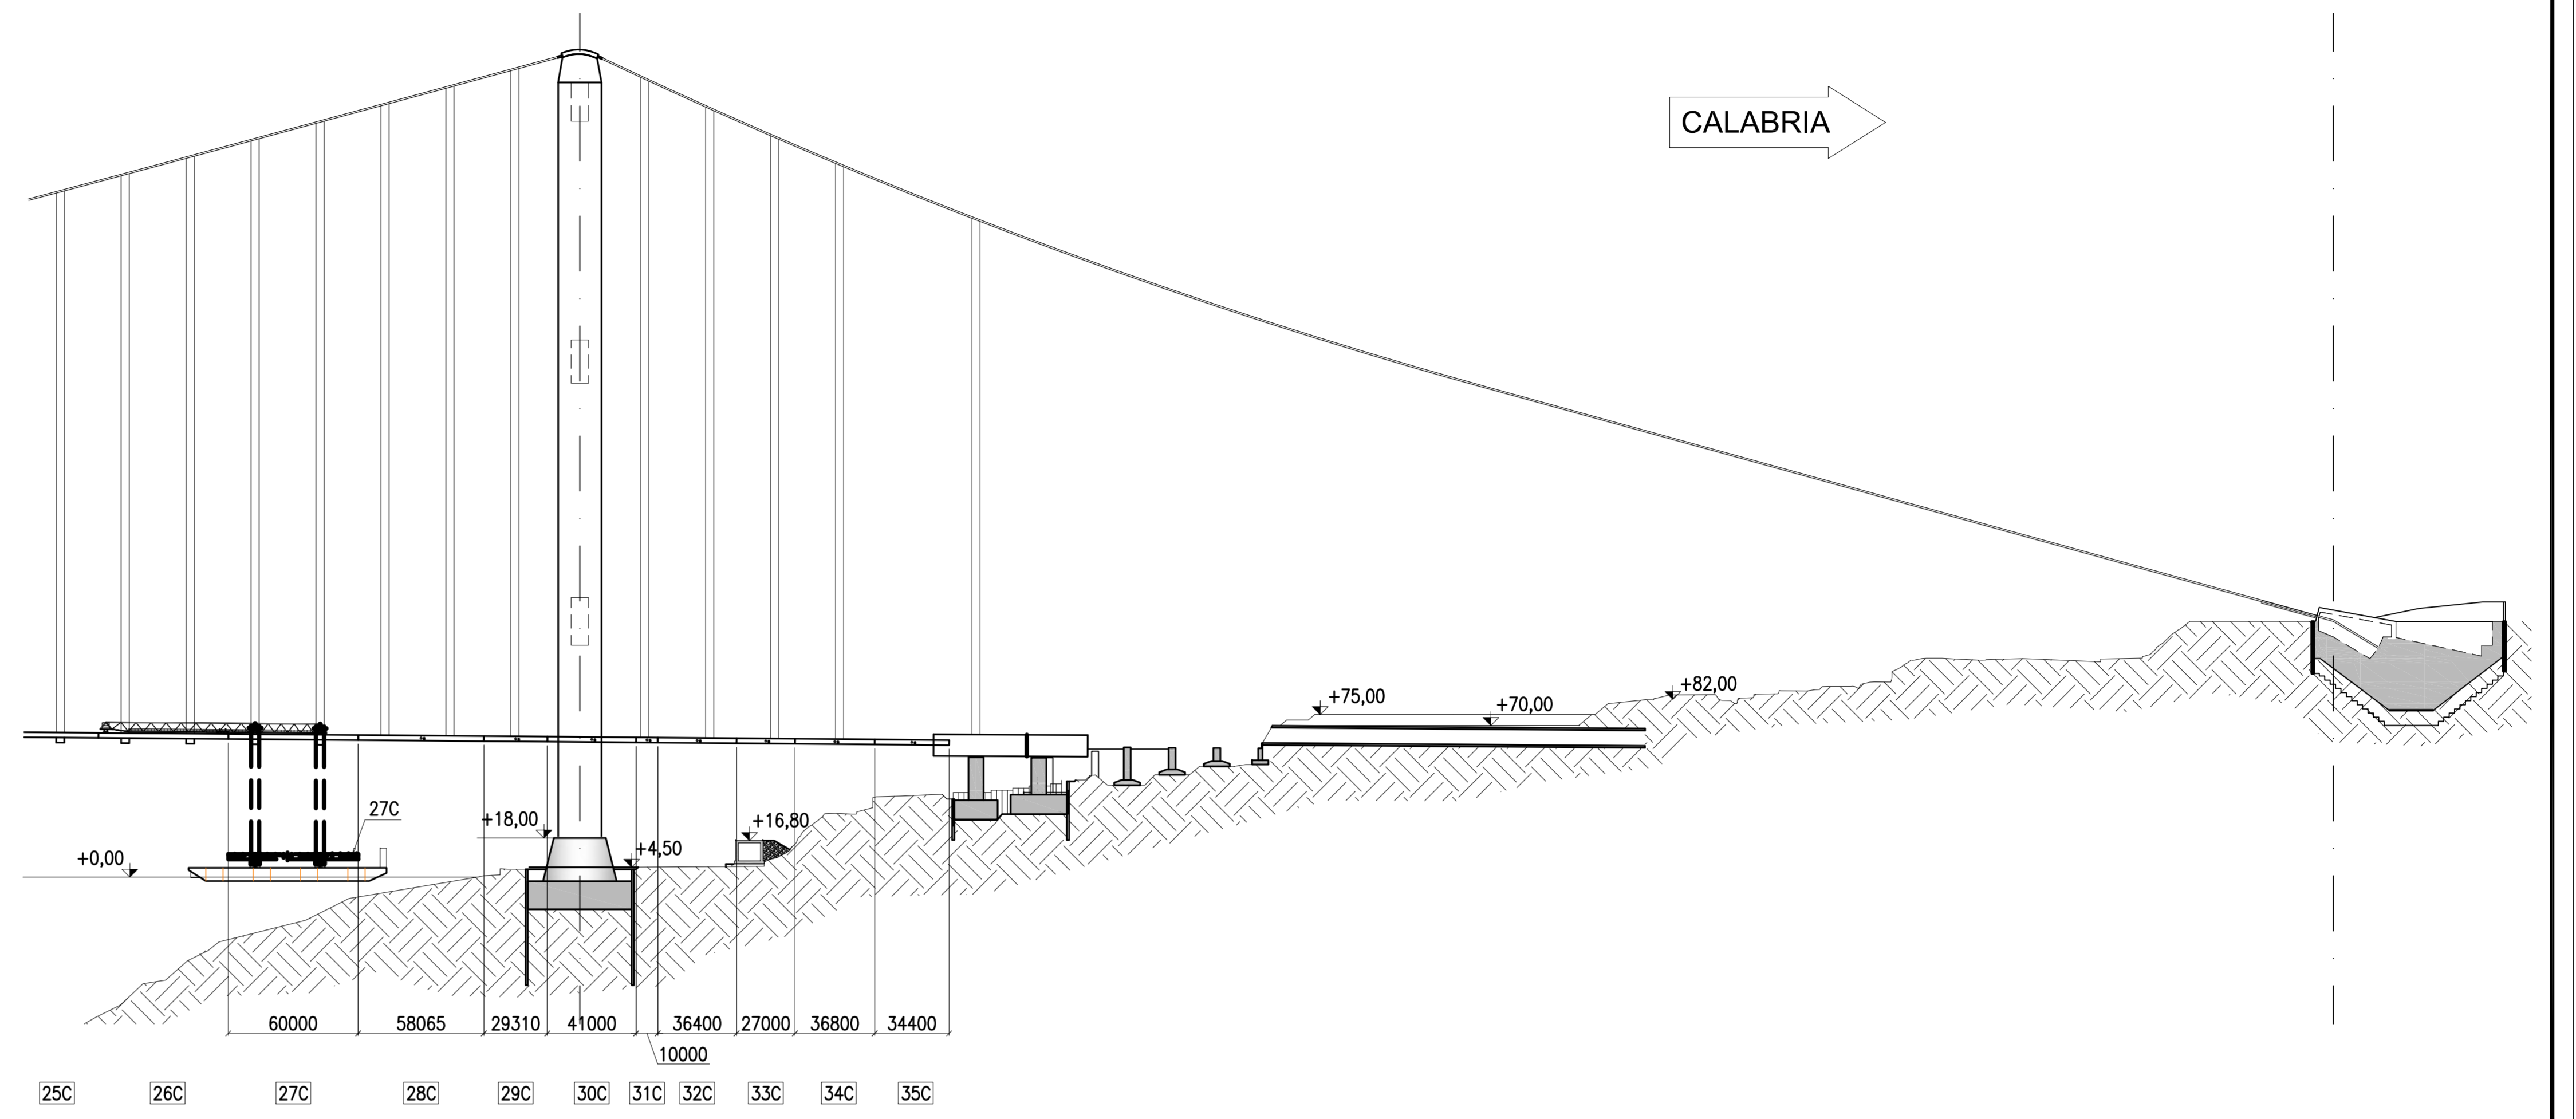 CALABRIA
+75,00
+70,00
+82,00
27C
+18,00
+16,80
+4,50
+0,00
60000
58065
29310
41000
36400
27000
36800
34400
10000
25C
26C
27C
28C
29C
30C
31C
32C
33C
34C
35C